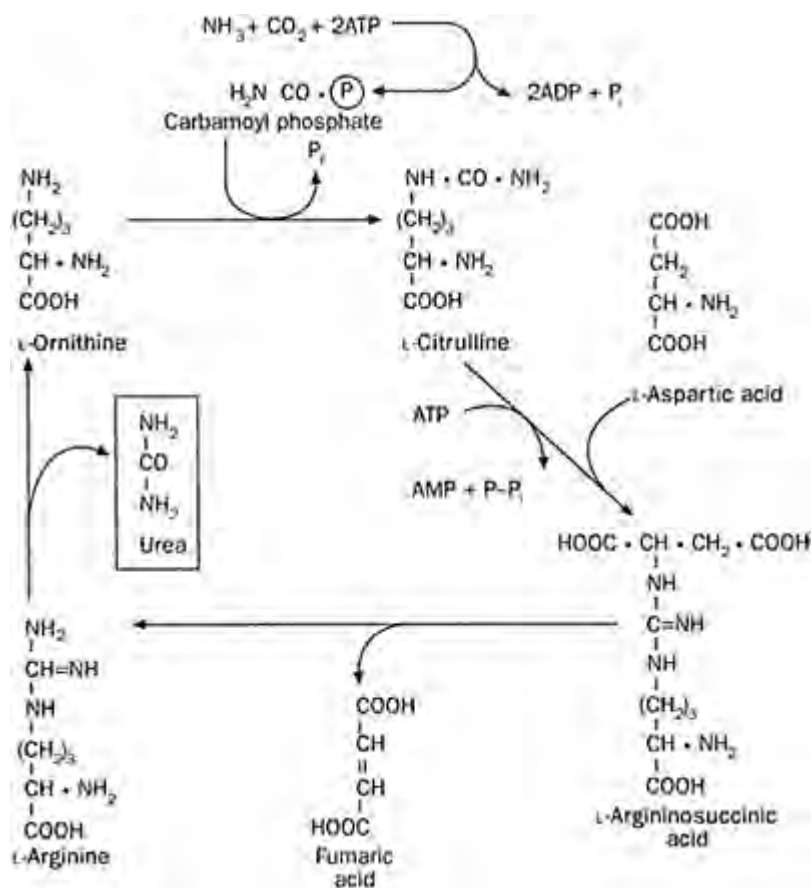 NH₃ + CO₂ + 2ATP
2ADP + Pᵢ
H₂N CO · P
Carbamoyl phosphate
Pᵢ
NH₂
(CH₂)₃
CH · NH₂
COOH
L-Ornithine
NH · CO · NH₂
(CH₂)₃
CH · NH₂
COOH
L-Citrulline
COOH
CH₂
CH · NH₂
COOH
L-Aspartic acid
ATP
AMP + P–Pᵢ
NH₂
CO
NH₂
Urea
HOOC · CH · CH₂ · COOH
NH
C=NH
NH
(CH₂)₃
CH · NH₂
COOH
L-Argininosuccinic
acid
COOH
CH
CH
HOOC
Fumaric
acid
NH₂
CH=NH
NH
(CH₂)₃
CH · NH₂
COOH
L-Arginine